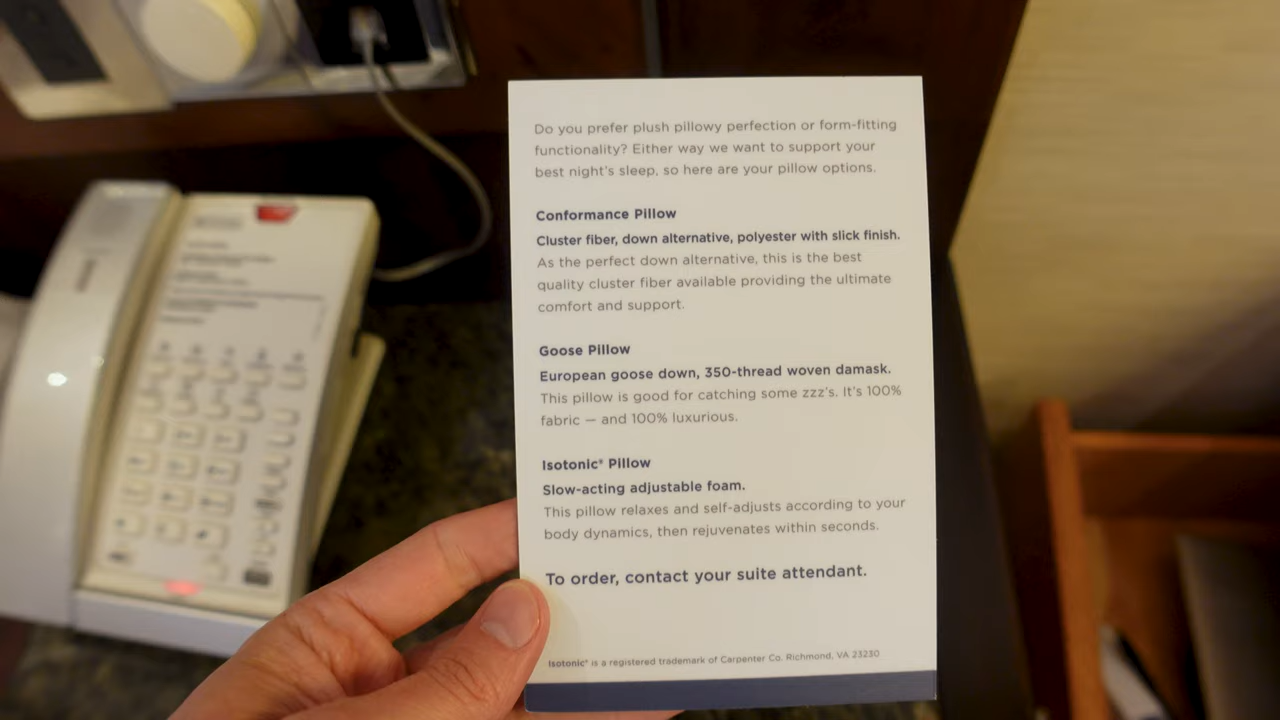 Do you prefer plush pillowy perfection or form-fitting
functionality? Either way we want to support your
best night's sleep, so here are your pillow options.
Conformance Pillow
Cluster fiber, down alternative, polyester with slick finish.
As the perfect down alternative, this is the best
quality cluster fiber available providing the ultimate
comfort and support.
Goose Pillow
European goose down, 350-thread woven damask.
This pillow is good for catching some zzz's. It's 100%
fabric — and 100% luxurious.
Isotonic® Pillow
Slow-acting adjustable foam.
This pillow relaxes and self-adjusts according to your
body dynamics, then rejuvenates within seconds.
To order, contact your suite attendant.
Isotonic® is a registered trademark of Carpenter Co. Richmond, VA 23230